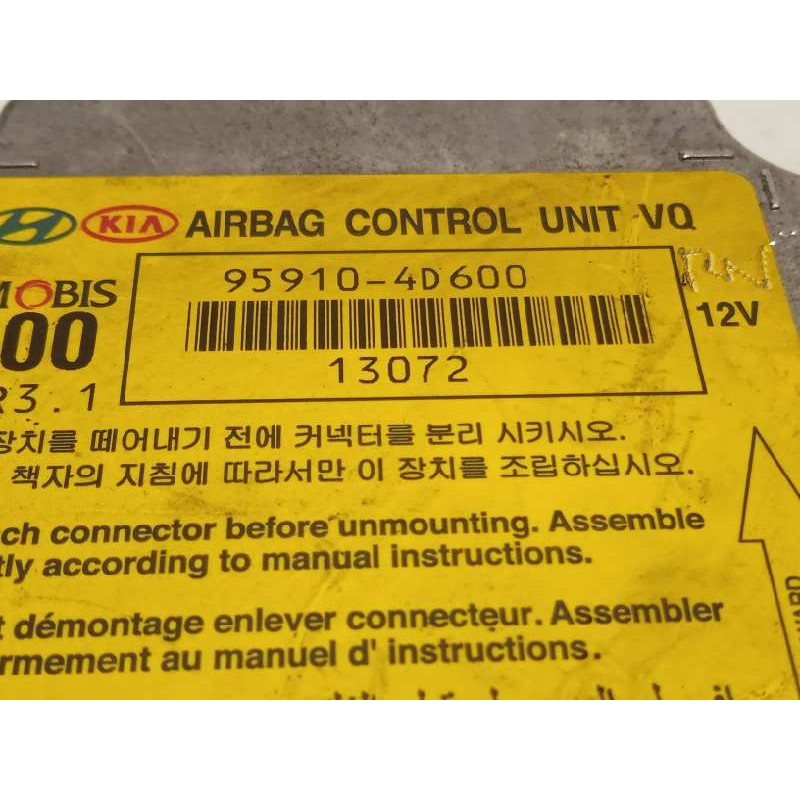 KIA AIRBAG CONTROL UNIT VQ
MOBIS
95910-4D600
00
12V
R3.1
13072
장치를 떼어내기 전에 커넥터를 분리 시키시오.
책자의 지침에 따라서만 이 장치를 조립하십시오.
ch connector before unmounting. Assemble
tly according to manual instructions.
t démontage enlever connecteur. Assembler
ormement au manuel d' instructions.